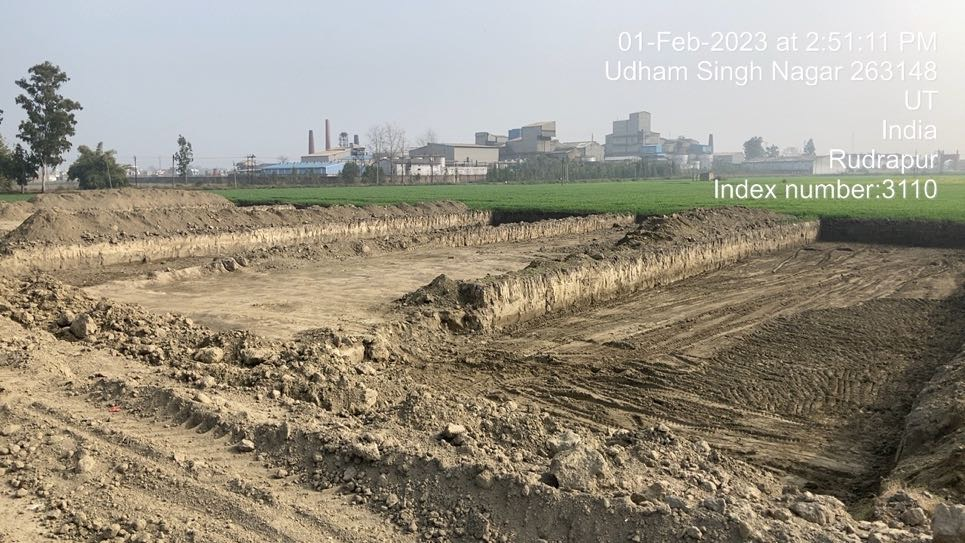 01-Feb-2023 at 2:51:11 PM
Udham Singh Nagar 263148
UT
India
Rudrapur
Index number:3110